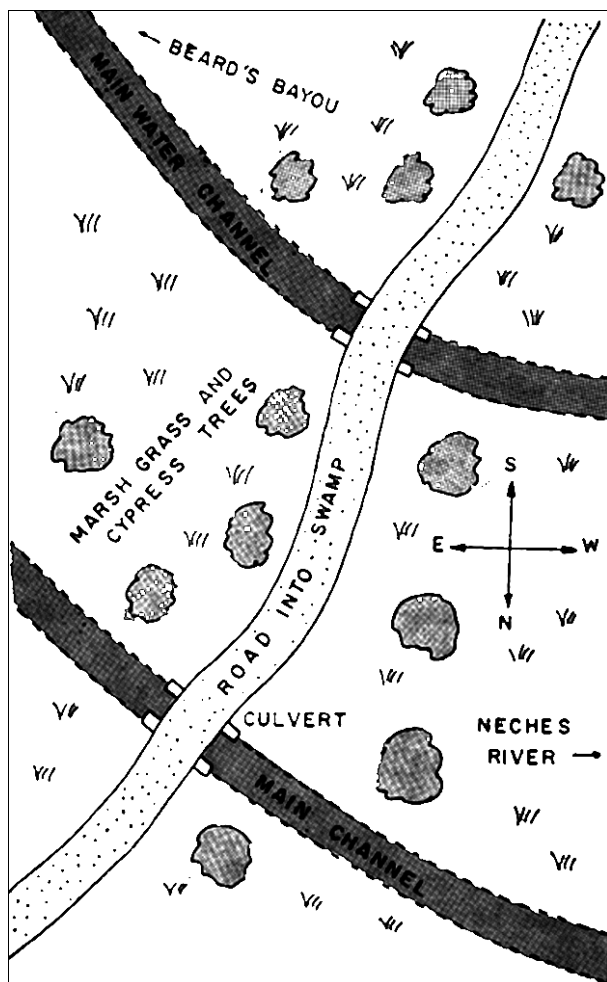 BEARD'S BAYOU
MAIN WATER CHANNEL
MARSH GRASS AND
CYPRESS TREES
ROAD INTO SWAMP
S
E W
N
CULVERT
NECHES
RIVER
MAIN CHANNEL